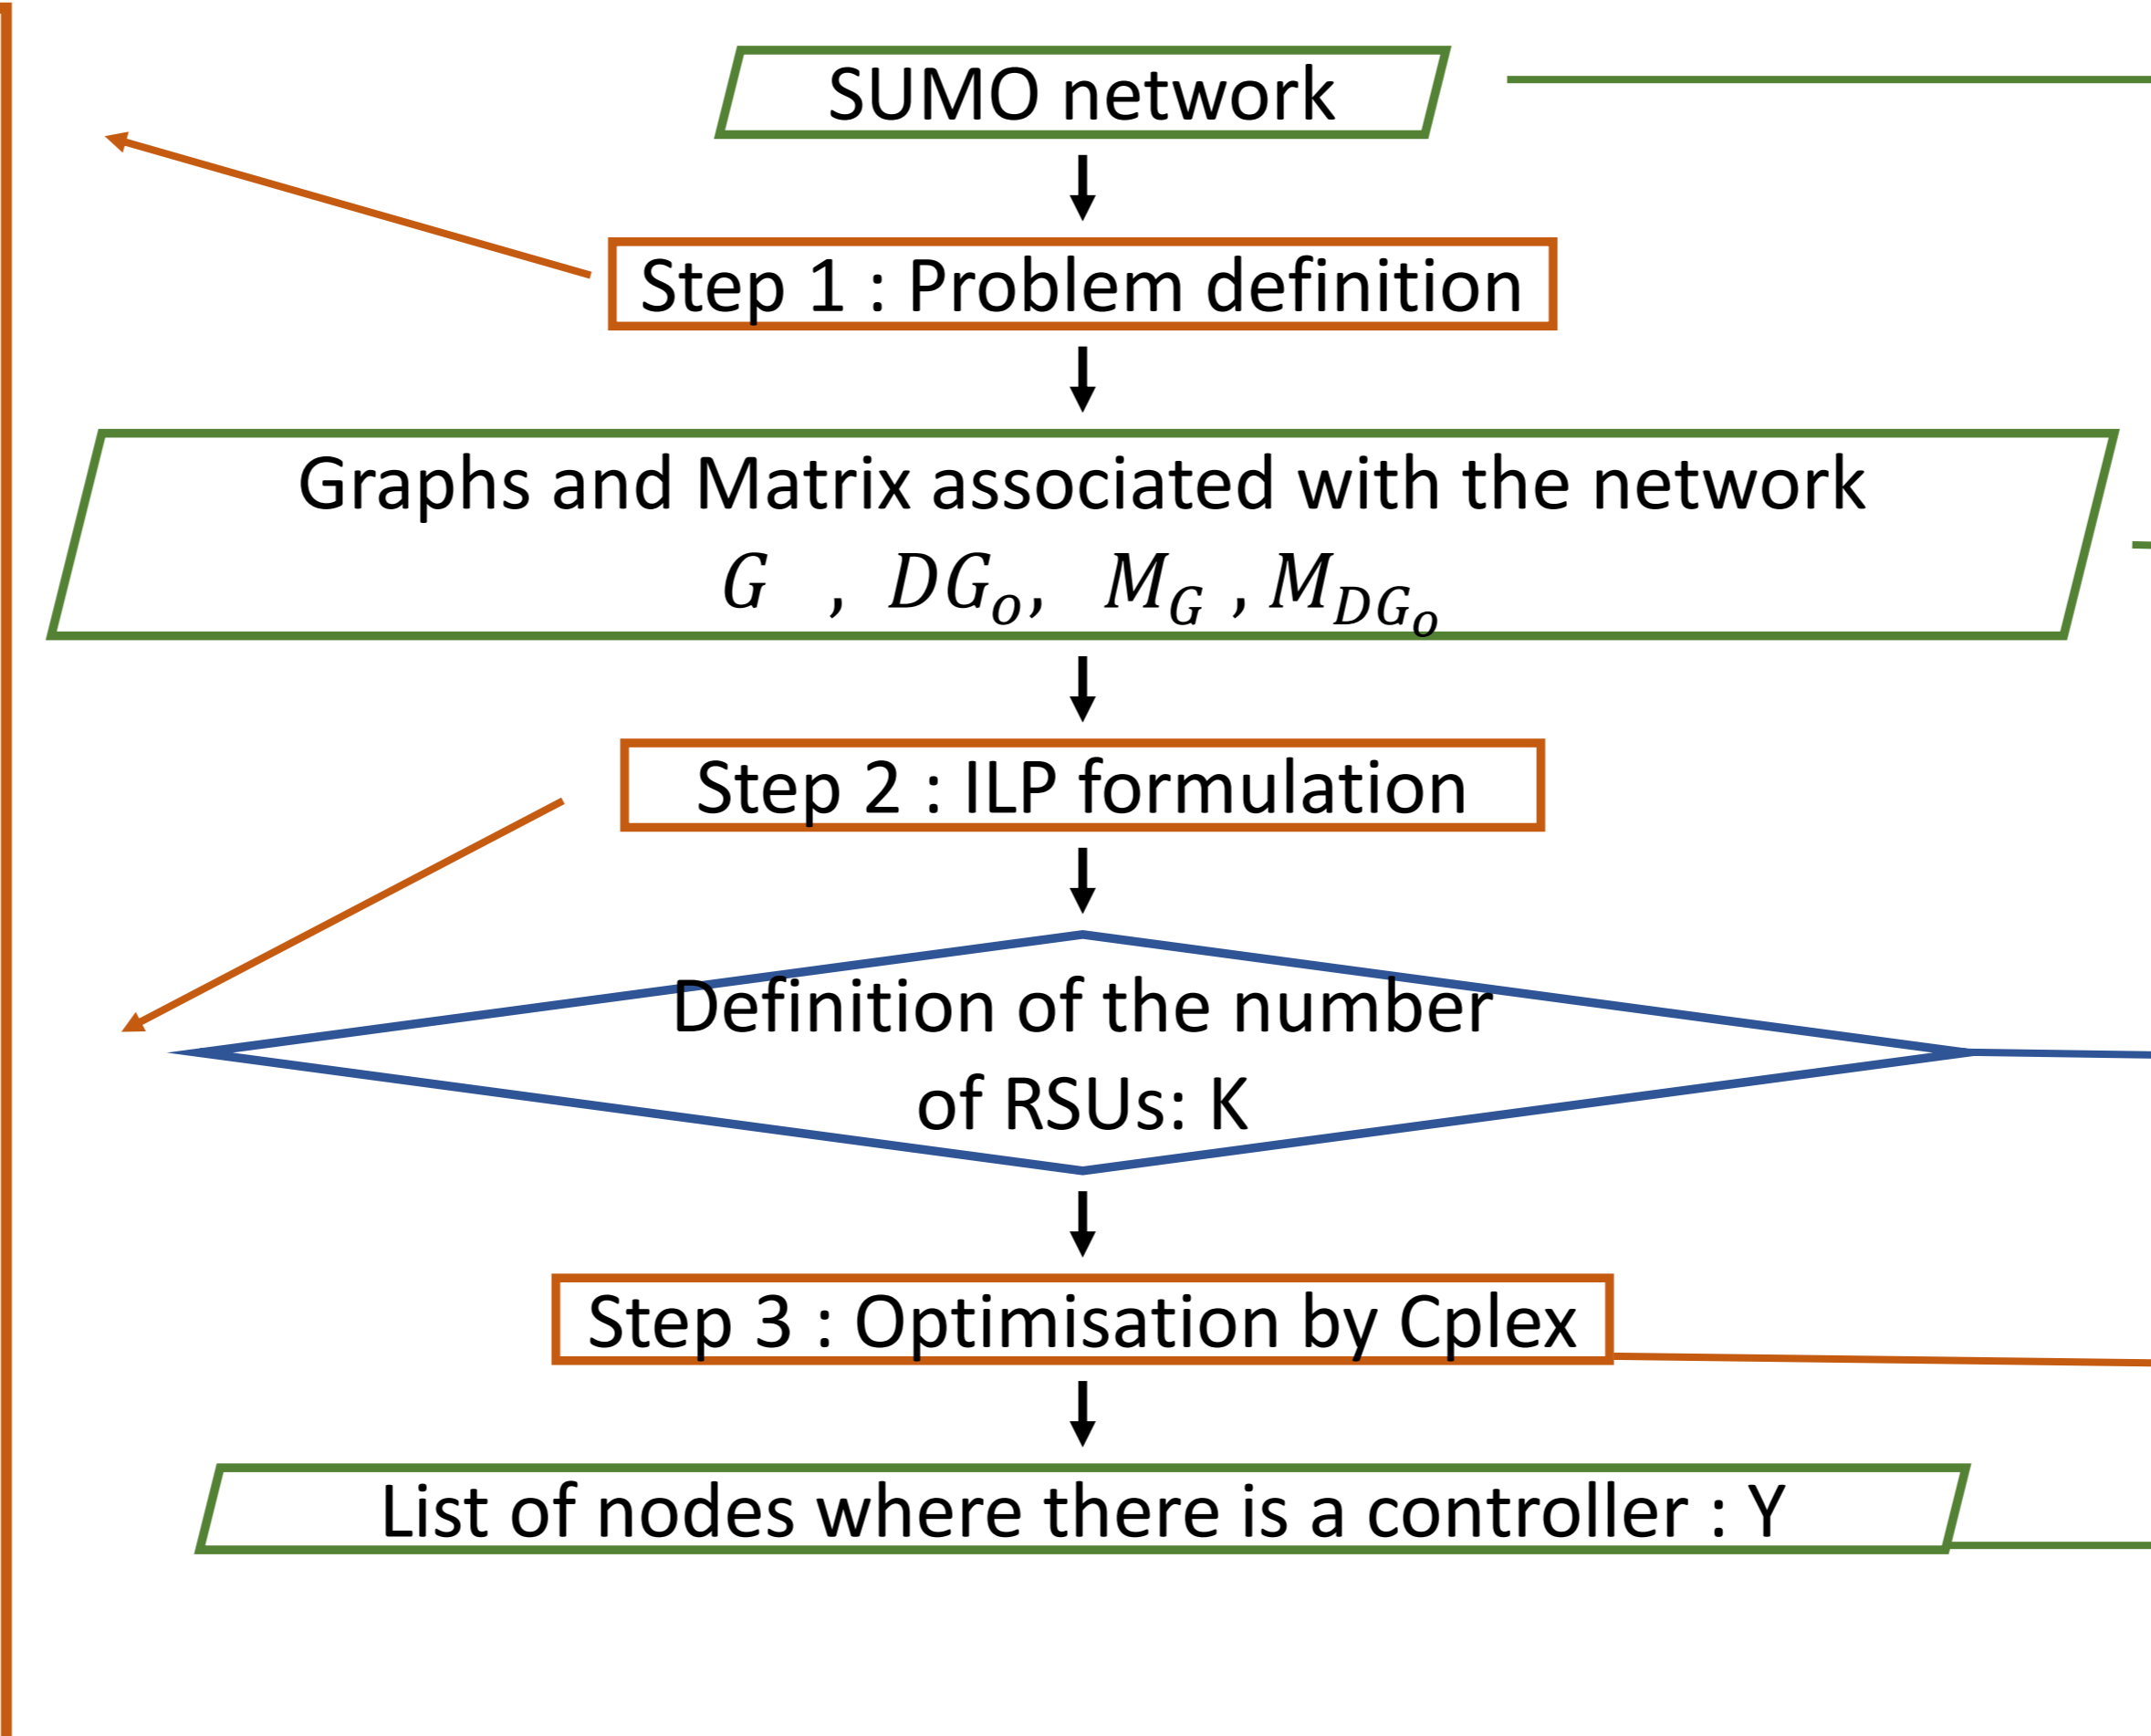 SUMO network
Step 1 : Problem definition
Graphs and Matrix associated with the network
G , DG_o, M_G , M_{DG_o}
Step 2 : ILP formulation
Definition of the number
of RSUs: K
Step 3 : Optimisation by Cplex
List of nodes where there is a controller : Y